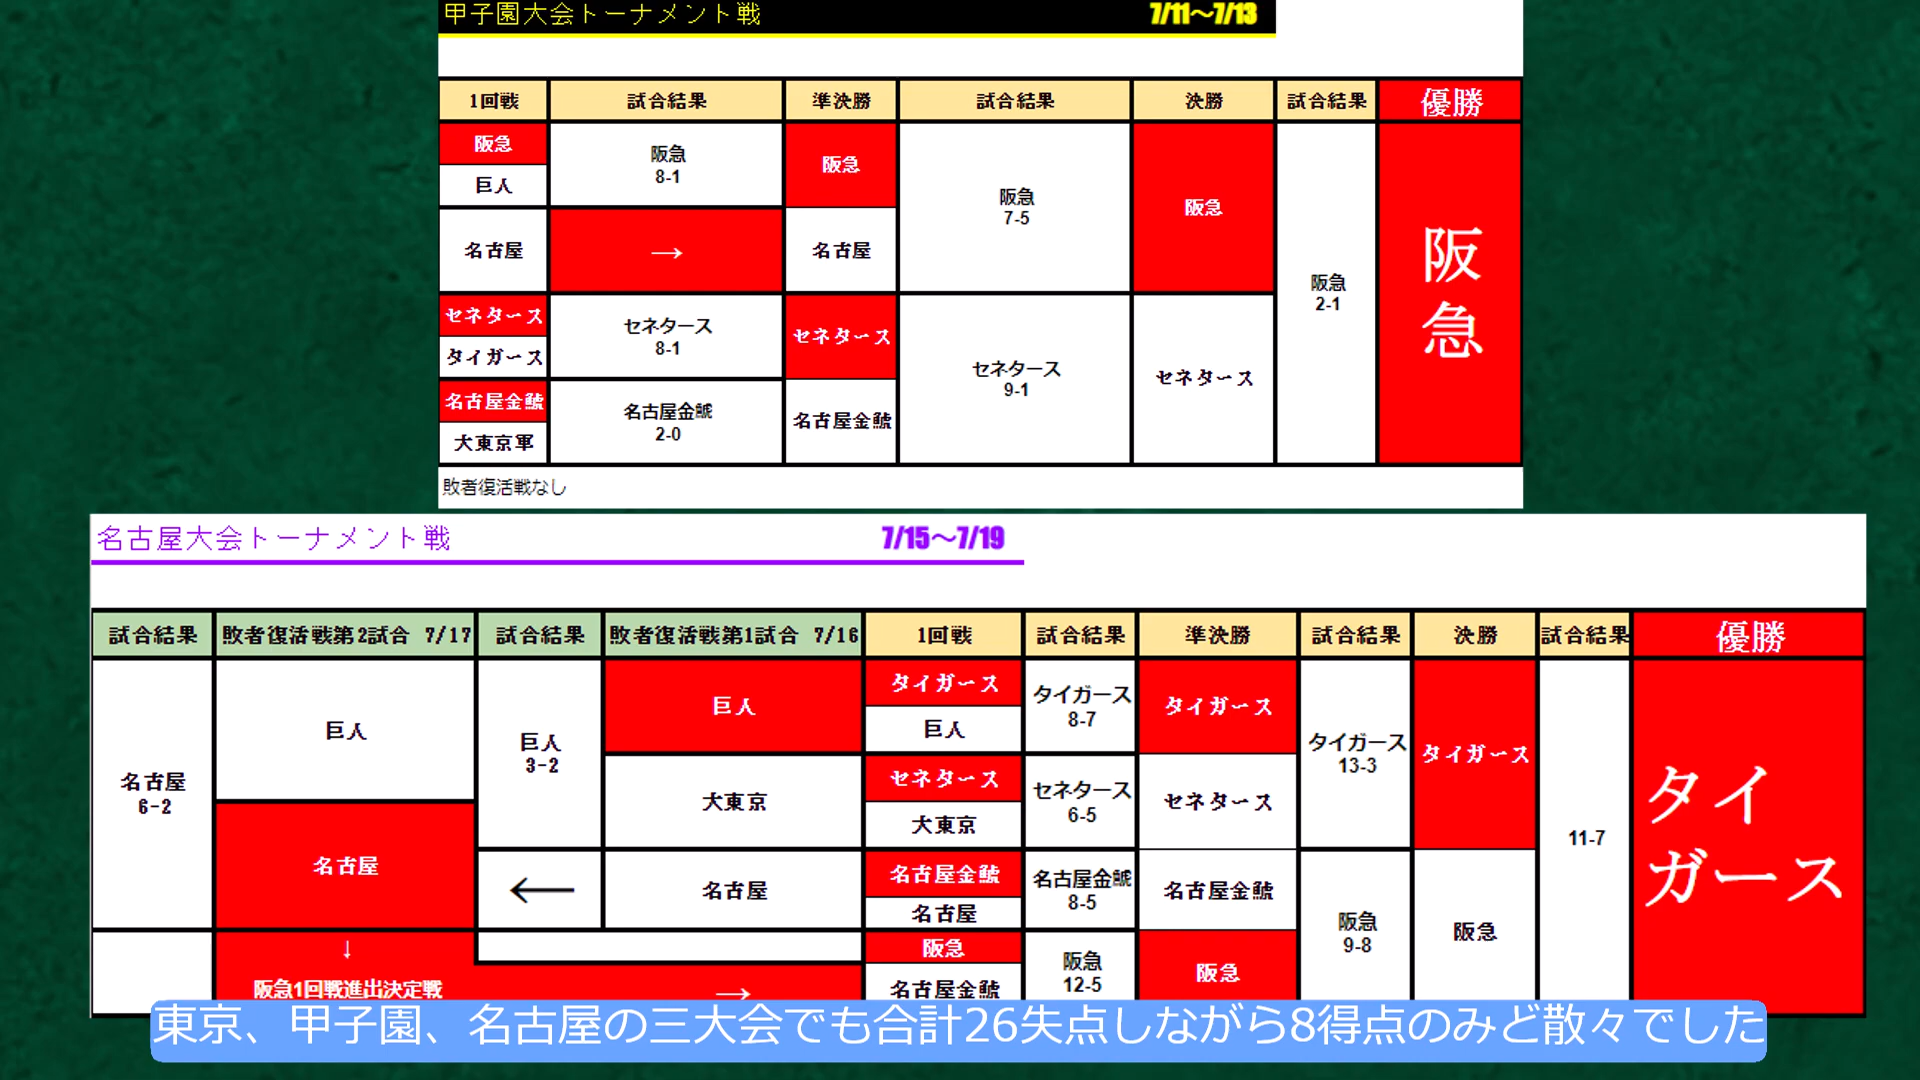 甲子園大会トーナメント戦 7/11～7/13
1回戦 試合結果 準決勝 試合結果 決勝 試合結果 優勝
阪急
巨人
阪急
8-1
阪急
阪急
7-5
阪急
阪急
2-1
阪急
名古屋
→
名古屋
セネタース
タイガース
セネタース
8-1
セネタース
セネタース
9-1
セネタース
名古屋金鯱
大東京軍
名古屋金鯱
2-0
名古屋金鯱
敗者復活戦なし
名古屋大会トーナメント戦 7/15～7/19
試合結果 敗者復活戦第2試合 7/17 試合結果 敗者復活戦第1試合 7/16 1回戦 試合結果 準決勝 試合結果 決勝 試合結果 優勝
名古屋
6-2
巨人
名古屋
巨人
3-2
←
巨人
大東京
名古屋
タイガース
巨人
タイガース
8-7
タイガース
タイガース
13-3
タイガース
11-7
タイ
ガース
セネタース
大東京
セネタース
6-5
セネタース
名古屋金鯱
名古屋
名古屋金鯱
8-5
名古屋金鯱
阪急
9-8
阪急
↓
阪急1回戦進出決定戦
→
阪急
名古屋金鯱
阪急
12-5
阪急
東京、甲子園、名古屋の三大会でも合計26失点しながら8得点のみど散々でした